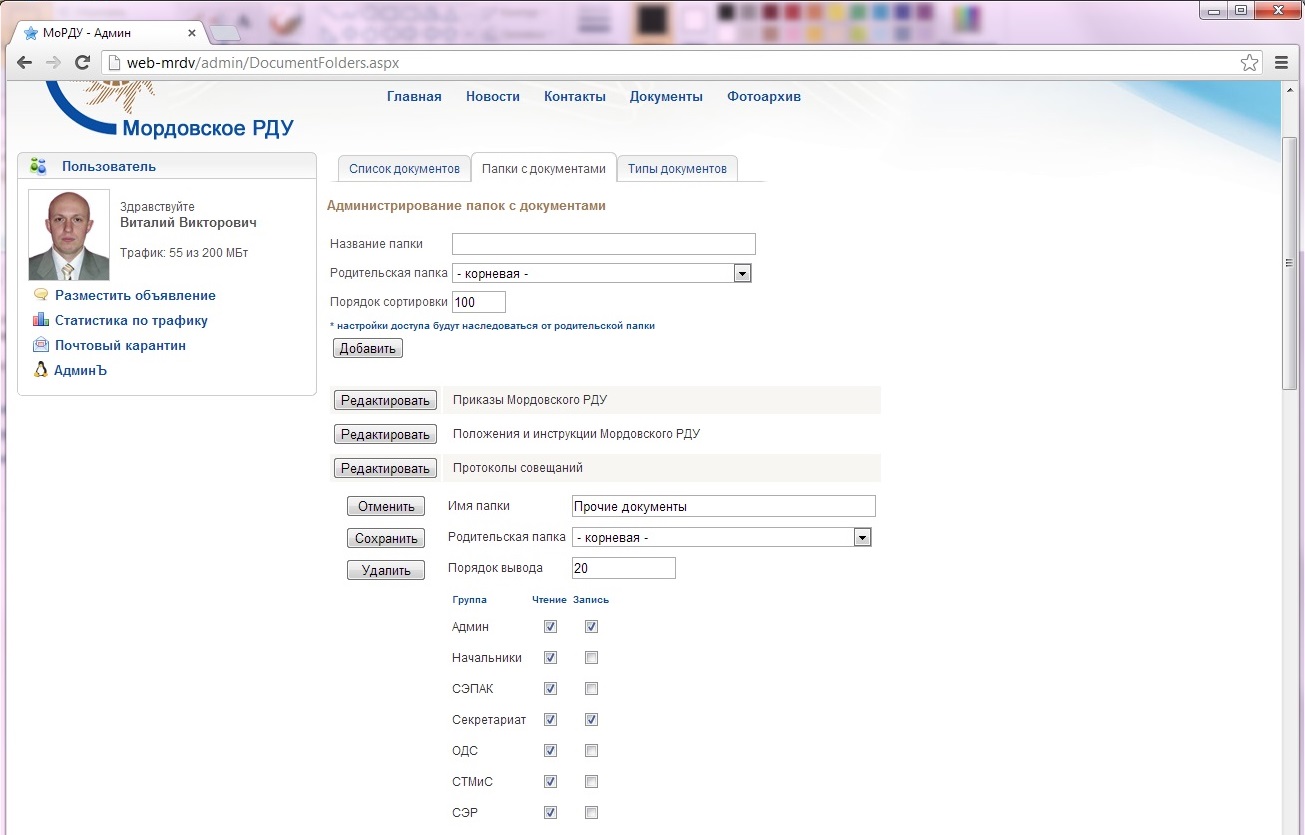 МоРДУ - Админ
web-mrdv/admin/DocumentFolders.aspx
Главная Новости Контакты Документы Фотоархив
Мордовское РДУ
Пользователь
Здравствуйте
Виталий Викторович
Трафик: 55 из 200 МБт
Разместить объявление
Статистика по трафику
Почтовый карантин
АдминЪ
Список документов Папки с документами Типы документов
Администрирование папок с документами
Название папки
Родительская папка - корневая -
Порядок сортировки 100
* настройки доступа будут наследоваться от родительской папки
Добавить
Редактировать Приказы Мордовского РДУ
Редактировать Положения и инструкции Мордовского РДУ
Редактировать Протоколы совещаний
Отменить Имя папки Прочие документы
Сохранить Родительская папка - корневая -
Удалить Порядок вывода 20
Группа Чтение Запись
Админ
Начальники
СЭПАК
Секретариат
ОДС
СТМиС
СЭР